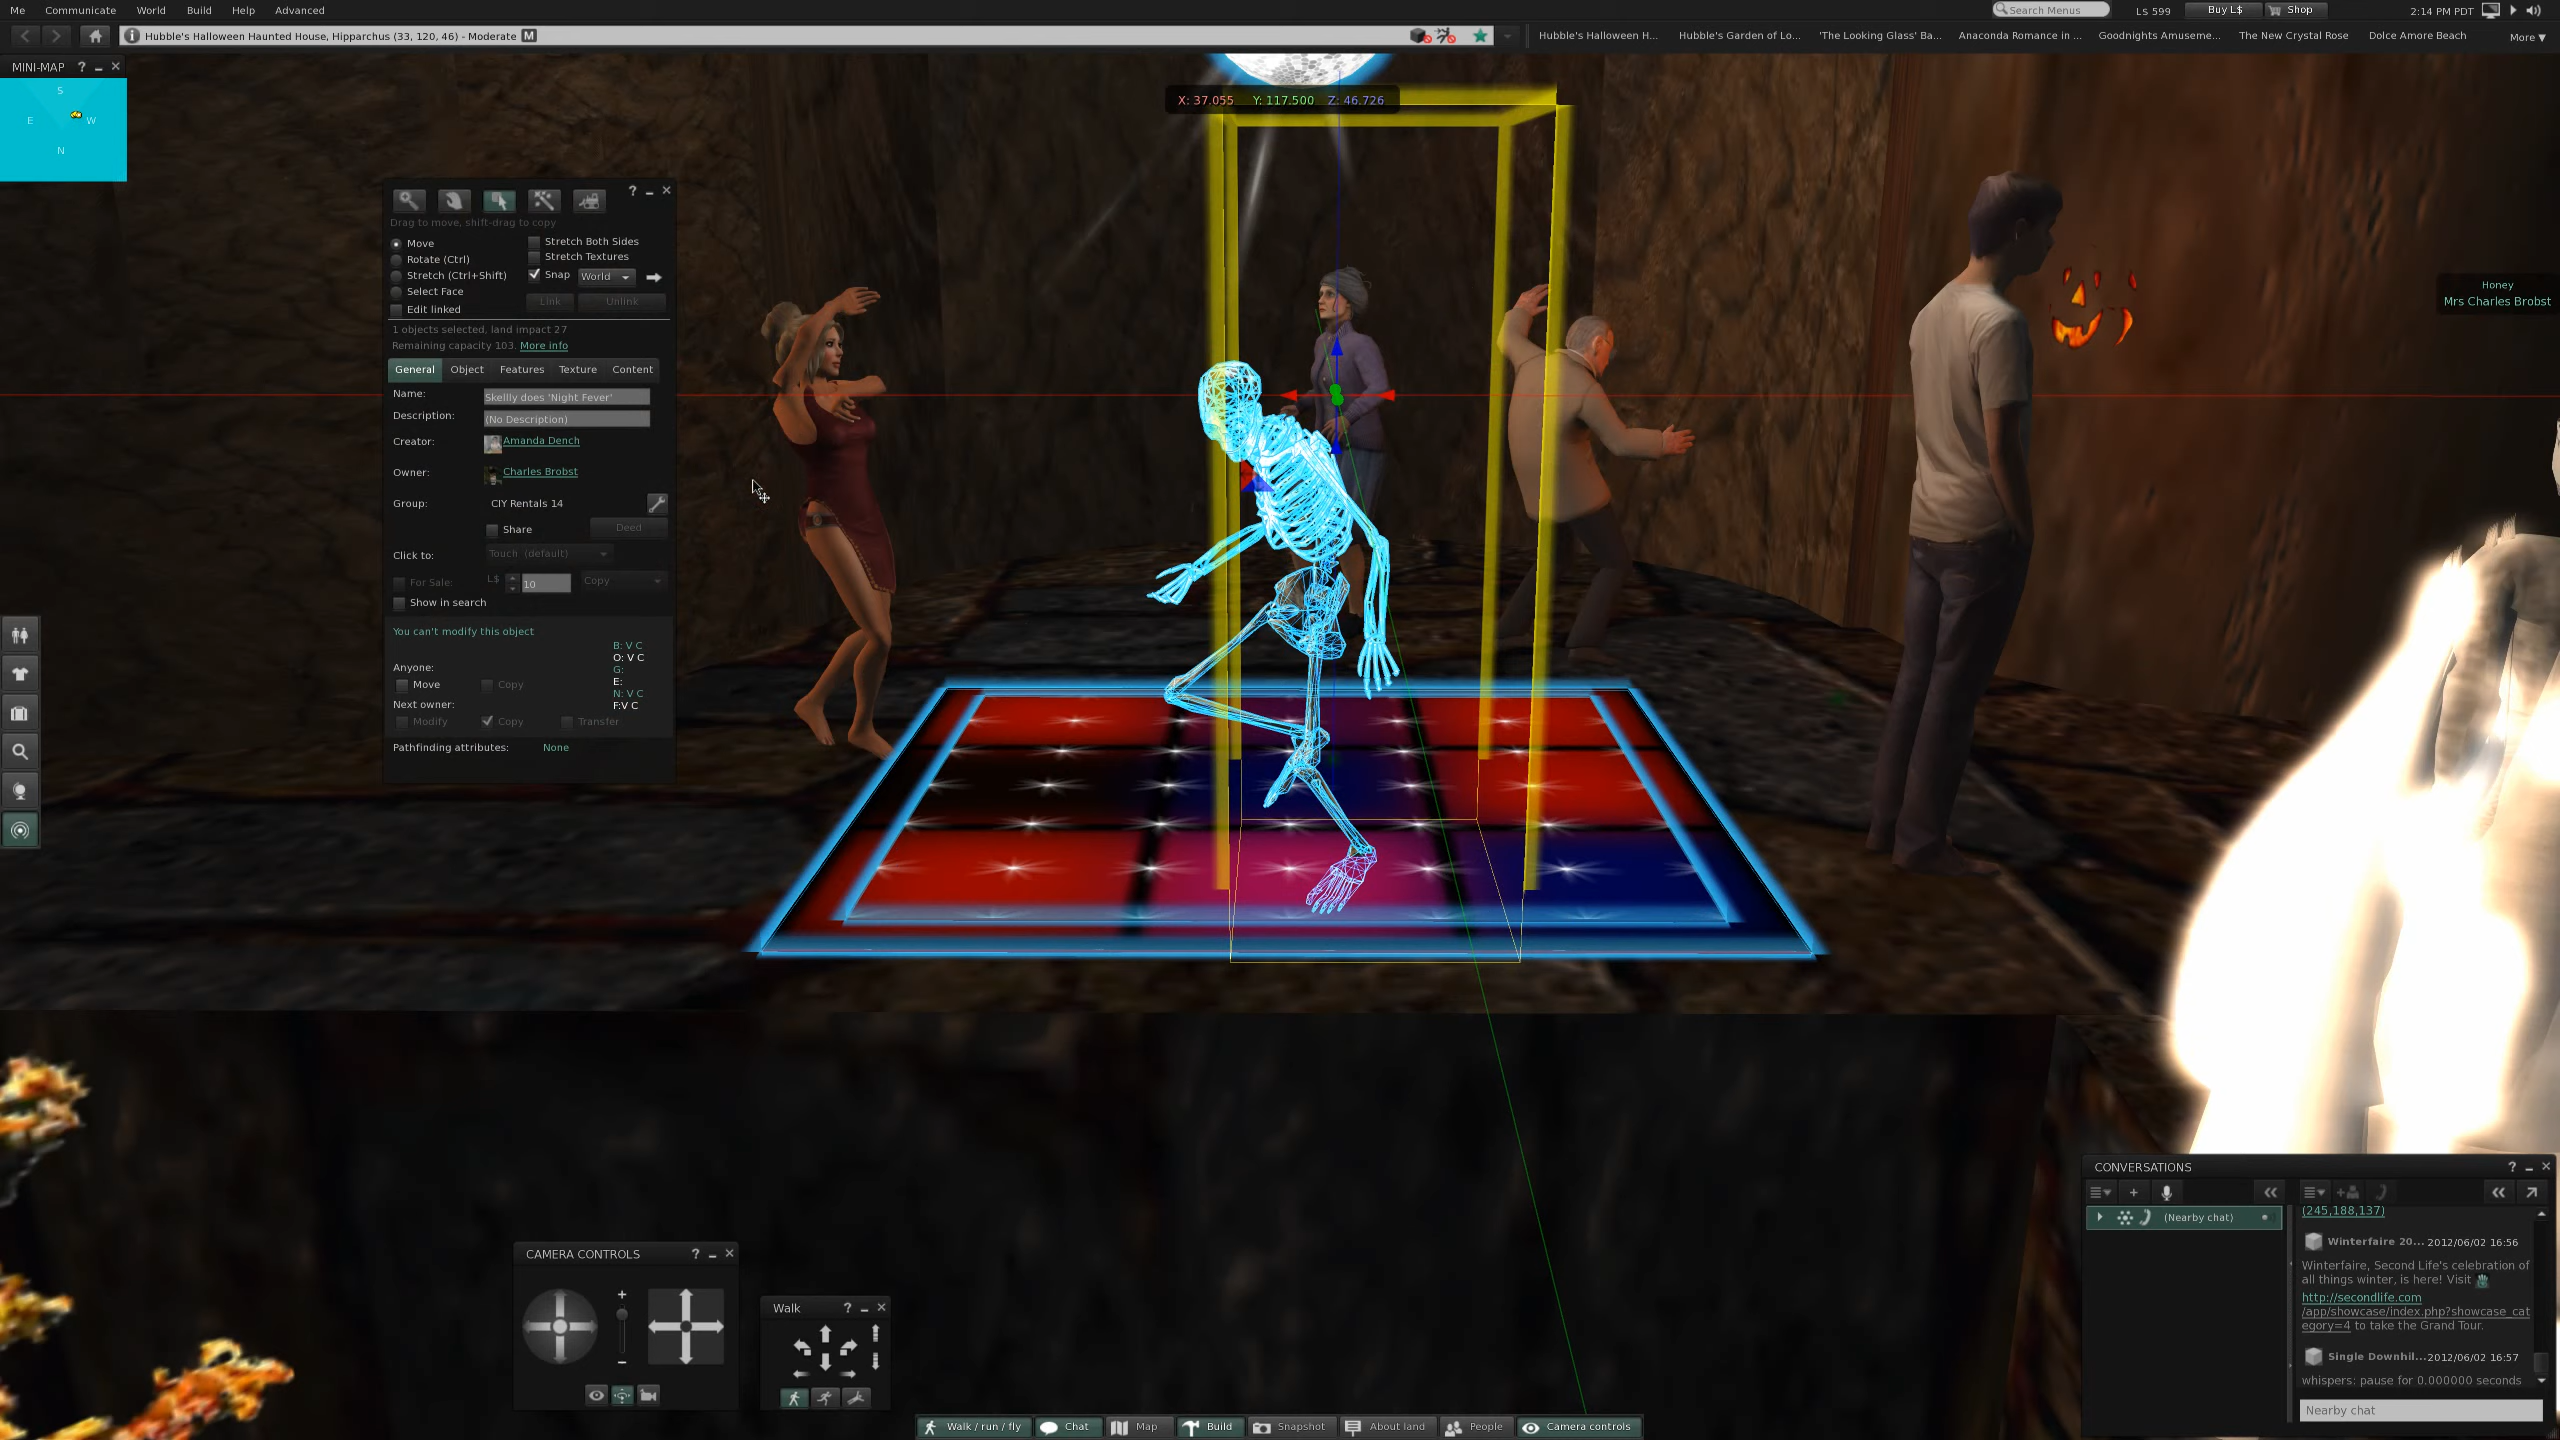 Me Communicate World Build Help Advanced
Search Menus L$ 599 Buy L$ Shop 2:14 PM PDT
Hubble's Halloween Haunted House, Hipparchus (33, 120, 46) - Moderate M
Hubble's Halloween H... Hubble's Garden of Lo... 'The Looking Glass' Ba... Anaconda Romance in ... Goodnights Amuseme... The New Crystal Rose Dolce Amore Beach More
MINI-MAP ?
S
E W
N
X: 37.055 Y: 117.500 Z: 46.726
Honey
Mrs Charles Brobst
?
Drag to move, shift-drag to copy
Move
Rotate (Ctrl)
Stretch (Ctrl+Shift)
Select Face
Edit linked
Stretch Both Sides
Stretch Textures
Snap World
Link Unlink
1 objects selected, land impact 27
Remaining capacity 103. More info
General Object Features Texture Content
Name: Skellly does 'Night Fever'
Description: (No Description)
Creator: Amanda Dench
Owner: Charles Brobst
Group: CIY Rentals 14
Share Deed
Click to: Touch (default)
For Sale: L$ 10 Copy
Show in search
You can't modify this object
B: V C
O: V C
G:
E:
N: V C
F:V C
Anyone:
Move Copy
Next owner:
Modify Copy Transfer
Pathfinding attributes: None
CAMERA CONTROLS ?
+
−
Walk ?
CONVERSATIONS ?
(Nearby chat)
(245,188,137)
Winterfaire 20... 2012/06/02 16:56
Winterfaire, Second Life's celebration of
all things winter, is here! Visit
http://secondlife.com
/app/showcase/index.php?showcase_cat
egory=4 to take the Grand Tour.
Single Downhil... 2012/06/02 16:57
whispers: pause for 0.000000 seconds
Nearby chat
Walk / run / fly Chat Map Build Snapshot About land People Camera controls